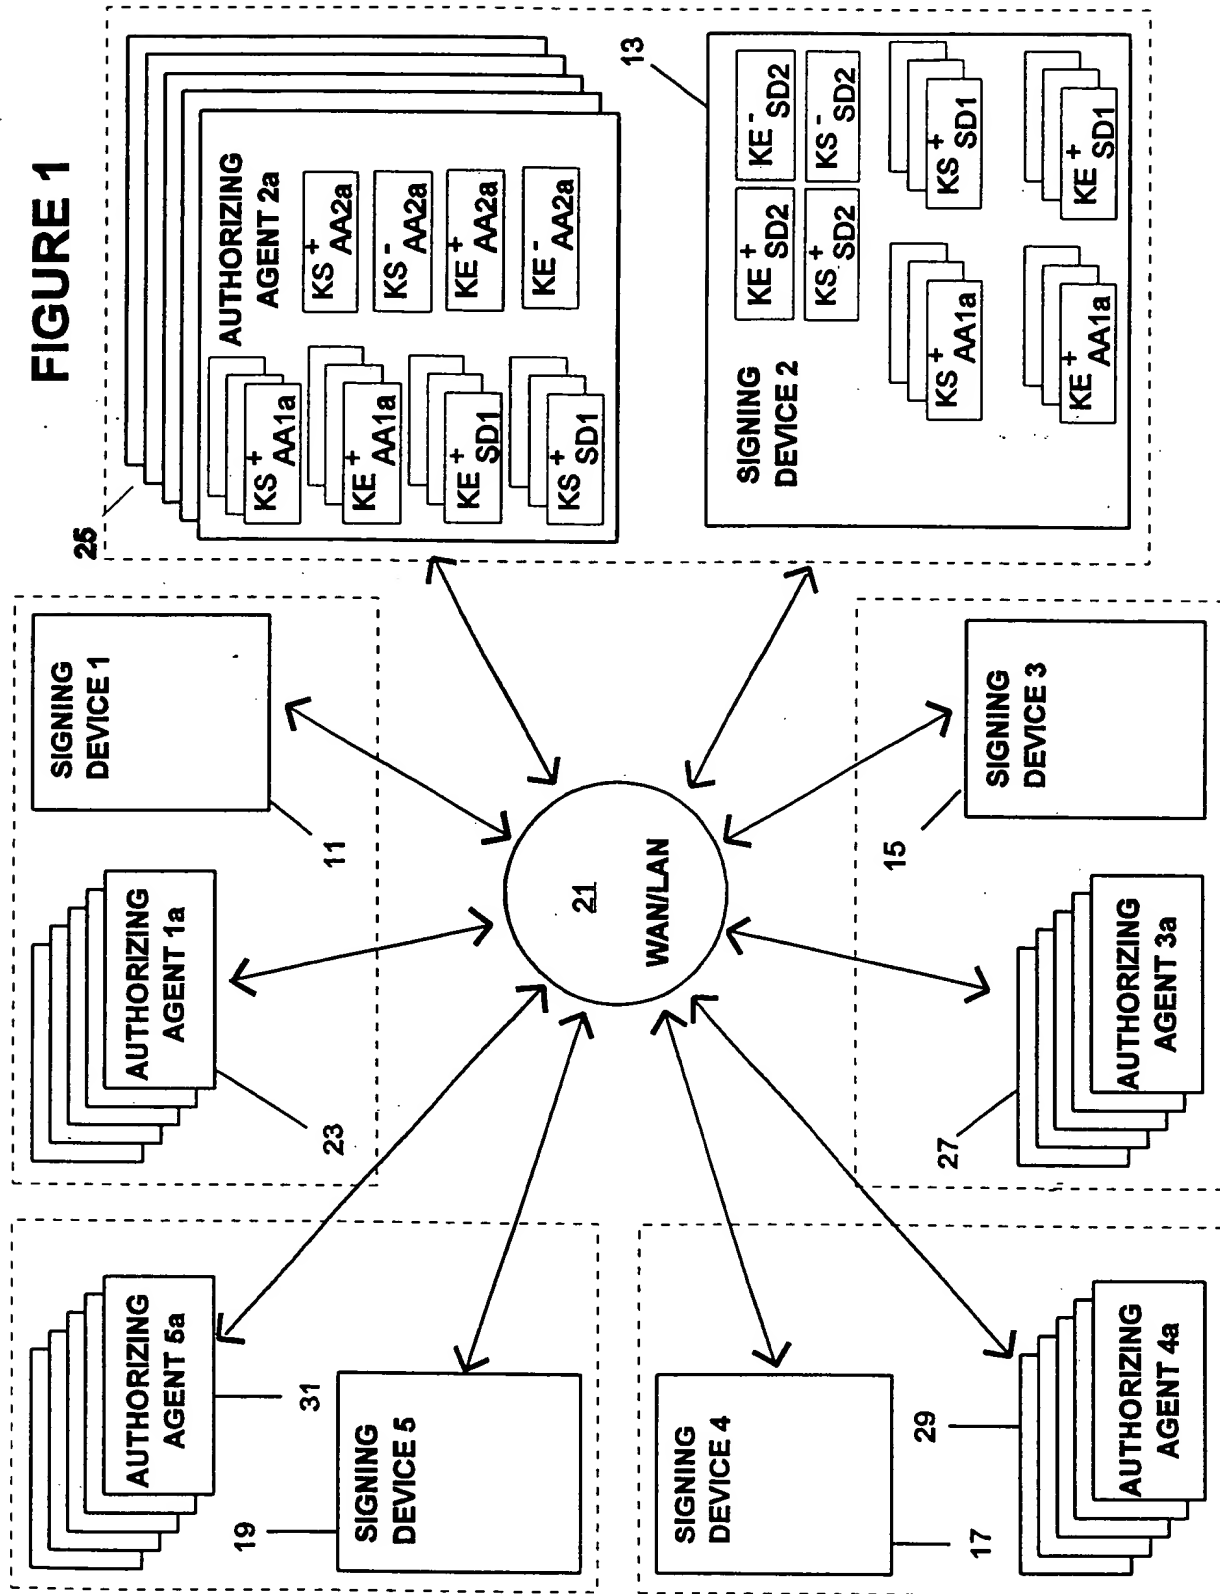 FIGURE 1
AUTHORIZING
AGENT 5a
31
19
SIGNING
DEVICE 5
AUTHORIZING
AGENT 1a
23
SIGNING
DEVICE 1
11
25
AUTHORIZING
AGENT 2a
KS+AA1a
KE+AA1a
KE+SD1
KS+SD1
KS+AA2a
KS-AA2a
KE+AA2a
KE-AA2a
21
WAN/LAN
13
SIGNING
DEVICE 2
KE+SD2
KE-SD2
KS+SD2
KS-SD2
KS+AA1a
KS+SD1
KE+AA1a
KE+SD1
SIGNING
DEVICE 4
17
29
AUTHORIZING
AGENT 4a
15
SIGNING
DEVICE 3
27
AUTHORIZING
AGENT 3a